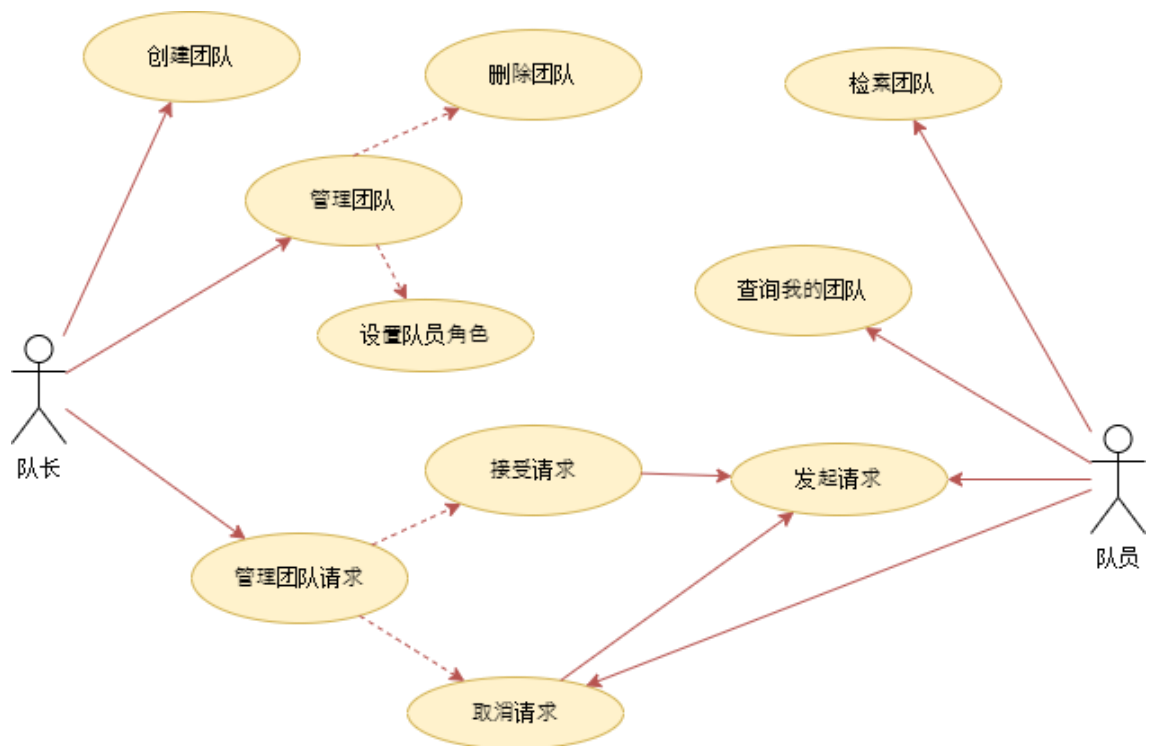 创建团队
删除团队
检素团队
管理团队
查询我的团队
设置队员角色
队长
接受请求
发起请求
队员
管理团队请求
取消请求